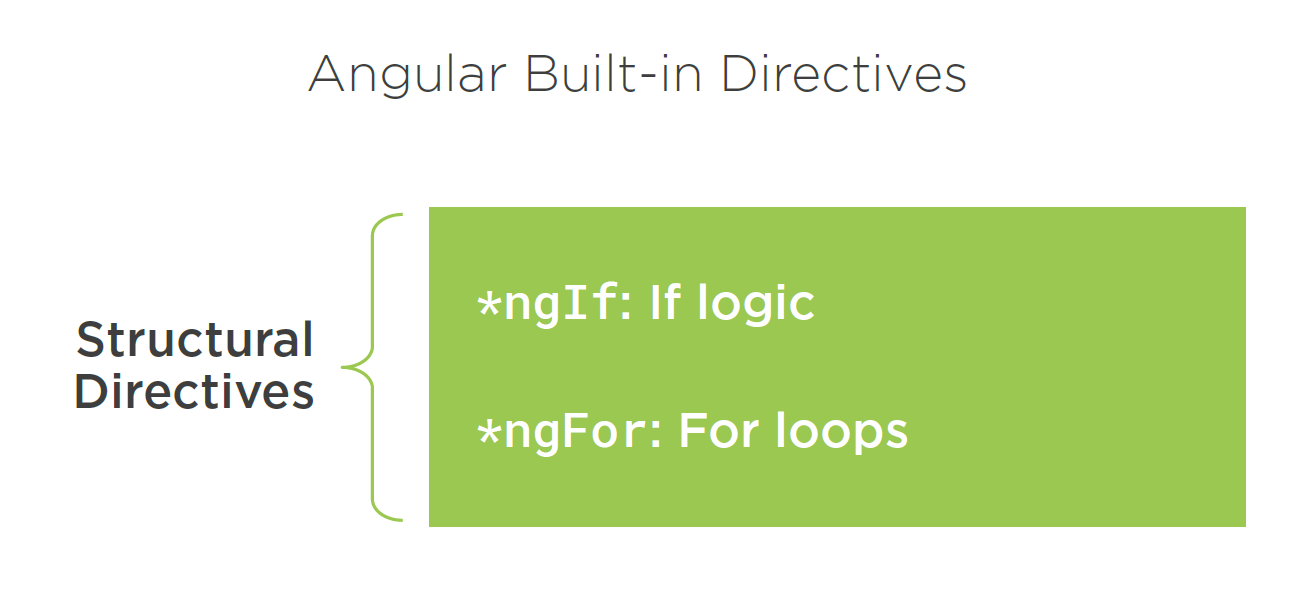 Angular Built-in Directives
Structural
Directives
*ngIf: If logic
*ngFor: For loops